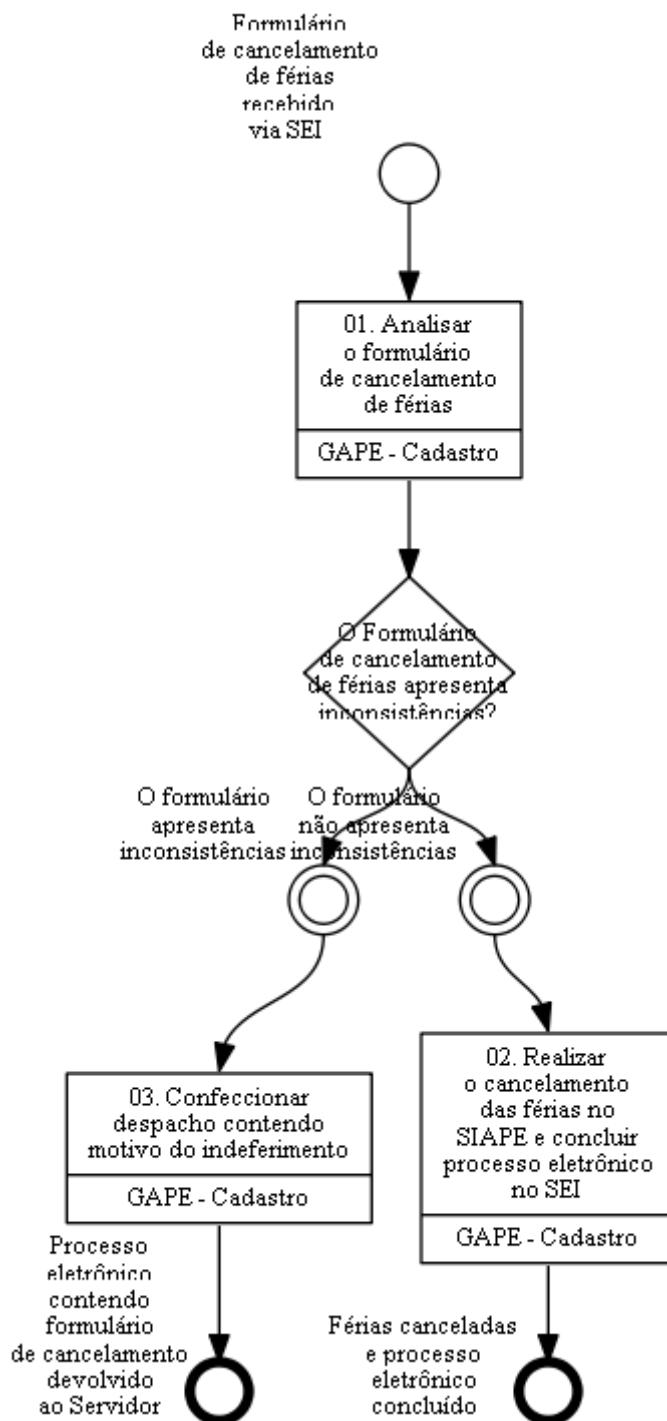 Formulário
de cancelamento
de férias
recebido
via SEI
01. Analisar
o formulário
de cancelamento
de férias
GAPE - Cadastro
O Formulário
de cancelamento
de férias apresenta
inconsistências?
O formulário
apresenta
inconsistências
O formulário
não apresenta
inconsistências
03. Confeccionar
despacho contendo
motivo do indeferimento
GAPE - Cadastro
02. Realizar
o cancelamento
das férias no
SIAPE e concluir
processo eletrônico
no SEI
GAPE - Cadastro
Processo
eletrônico
contendo
formulário
de cancelamento
devolvido
ao Servidor
Férias canceladas
e processo
eletrônico
concluído